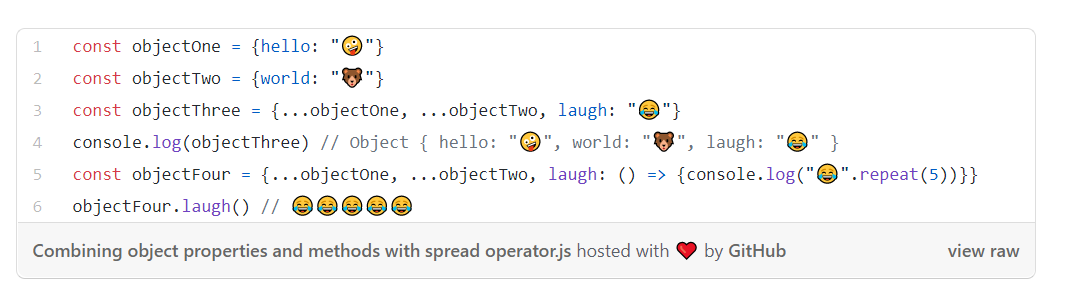 1 const objectOne = {hello: "🤪"}
2 const objectTwo = {world: "🐻"}
3 const objectThree = {...objectOne, ...objectTwo, laugh: "😂"}
4 console.log(objectThree) // Object { hello: "🤪", world: "🐻", laugh: "😂" }
5 const objectFour = {...objectOne, ...objectTwo, laugh: () => {console.log("😂".repeat(5))}}
6 objectFour.laugh() // 😂😂😂😂😂
Combining object properties and methods with spread operator.js hosted with ❤ by GitHub view raw